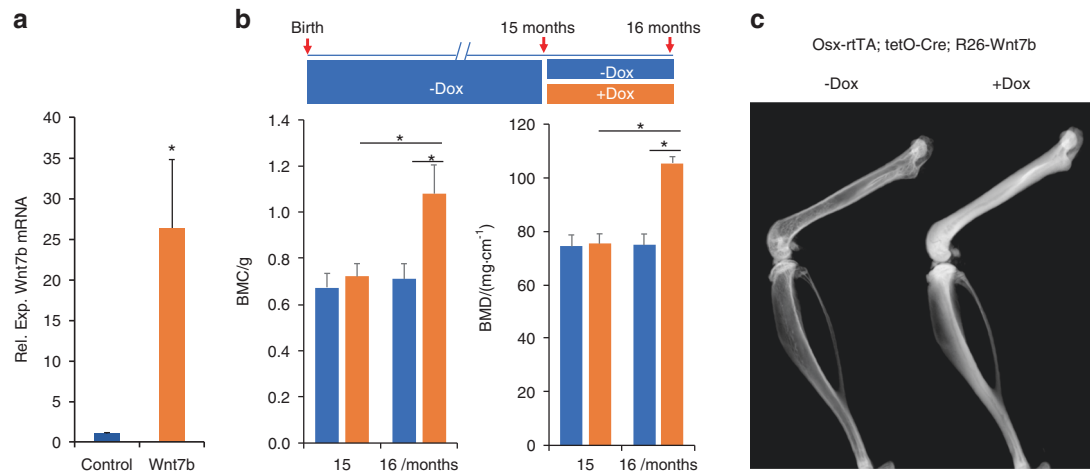 a
Rel. Exp. Wnt7b mRNA
40
35
30
25
20
15
10
5
0
*
Control Wnt7b
b
Birth 15 months 16 months
-Dox
-Dox
+Dox
BMC/g
1.4
1.2
1.0
0.8
0.6
0.4
0.2
0.0
*
*
15 16 /months
BMD/(mg·cm⁻¹)
120
100
80
60
40
20
0
*
*
15 16 /months
c
Osx-rtTA; tetO-Cre; R26-Wnt7b
-Dox +Dox